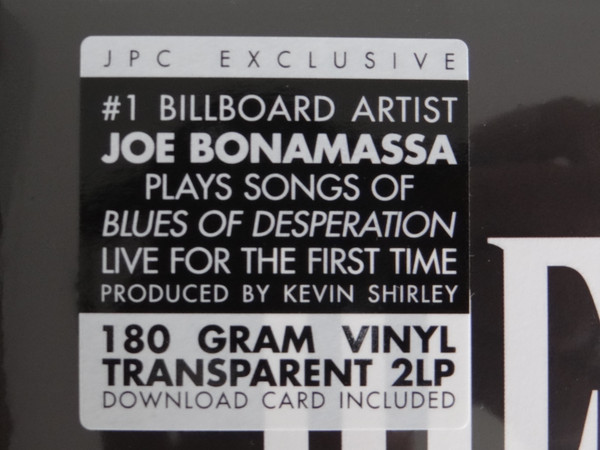 JPC EXCLUSIVE
#1 BILLBOARD ARTIST
JOE BONAMASSA
PLAYS SONGS OF
BLUES OF DESPERATION
LIVE FOR THE FIRST TIME
PRODUCED BY KEVIN SHIRLEY
180 GRAM VINYL
TRANSPARENT 2LP
DOWNLOAD CARD INCLUDED